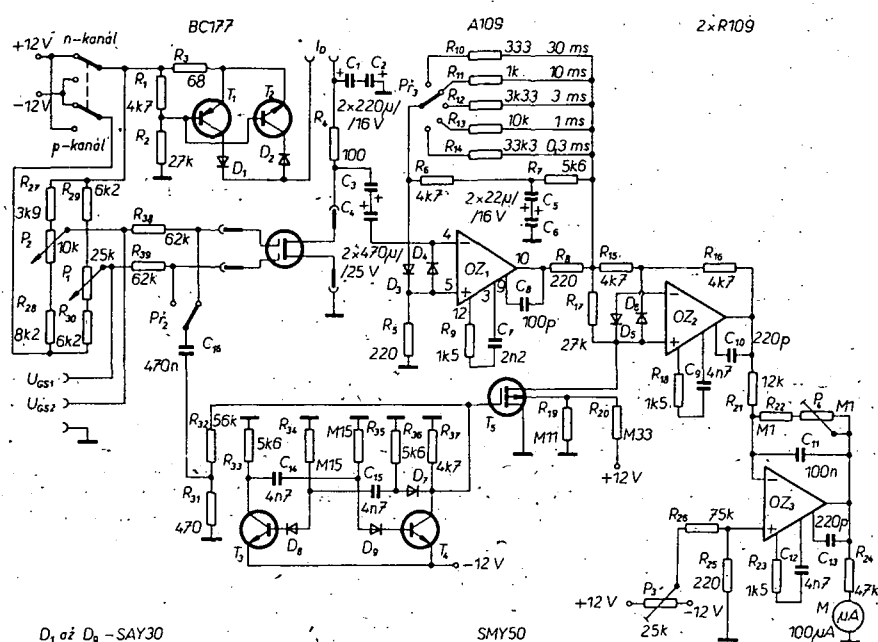 BC177 A109 2×R109
+12V n-kanál
-12V
p-kanál
R1
4k7
R3
68
R2
27k
T1 T2
D1 D2
ID
C1 C2
2×220µ/
/16 V
R4
100
C3
C4
2×470µ/
/25 V
Př3
R10 333 30 ms
R11 1k 10 ms
R12 3k33 3 ms
R13 10k 1 ms
R14 33k3 0,3 ms
R6
4k7
R7 5k6
2×22µ/
/16V
C5
C6
R27
3k9
R29 6k2
P2 10k
R38
62k
25k
P1
R39
62k
R28
8k2
R30
6k2
Př2
C16
470n
UGS1
UGS2
D3 D4
4
5
OZ1
10
9
3
12
C8
100p
R5
220
R9
1k5
C7
2n2
R8
220
R15
4k7
R16
4k7
R17
27k
D6
D5
OZ2
220p
C10
R18
1k5
C9
4n7
12k
R21
R22
M1
P4
M1
C11
100n
T5
R19
M11
R20
M33
+12V
R32 56k
R33 5k6
R34
M15
M15 R35
R36
5k6
R37
4k7
C14
4n7
C15
4n7
D7
R31
470
T3 D8 D9 T4
-12 V
OZ3
R26 75k
R25
220
R23
1k5
C12
4n7
220p
C13
R24
47k
+12V P3 -12V
25k
M
µA
100µA
D1 až D9 - SAY30 SMY50